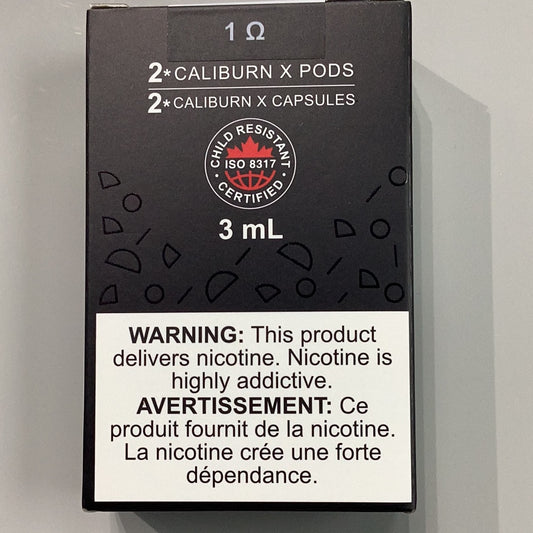 1 Ω
2* CALIBURN X PODS
2* CALIBURN X CAPSULES
CHILD RESISTANT
ISO 8317
• CERTIFIED •
3 mL
WARNING: This product
delivers nicotine. Nicotine is
highly addictive.
AVERTISSEMENT: Ce
produit fournit de la nicotine.
La nicotine crée une forte
dépendance.